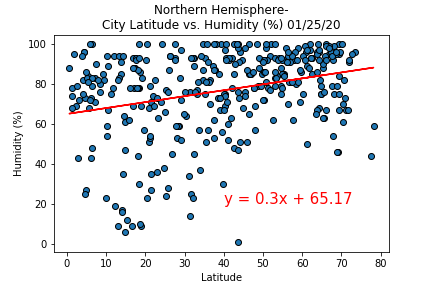 Northern Hemisphere-
City Latitude vs. Humidity (%) 01/25/20
100
80
60
40
20
0
Humidity (%)
y = 0.3x + 65.17
0 10 20 30 40 50 60 70 80
Latitude